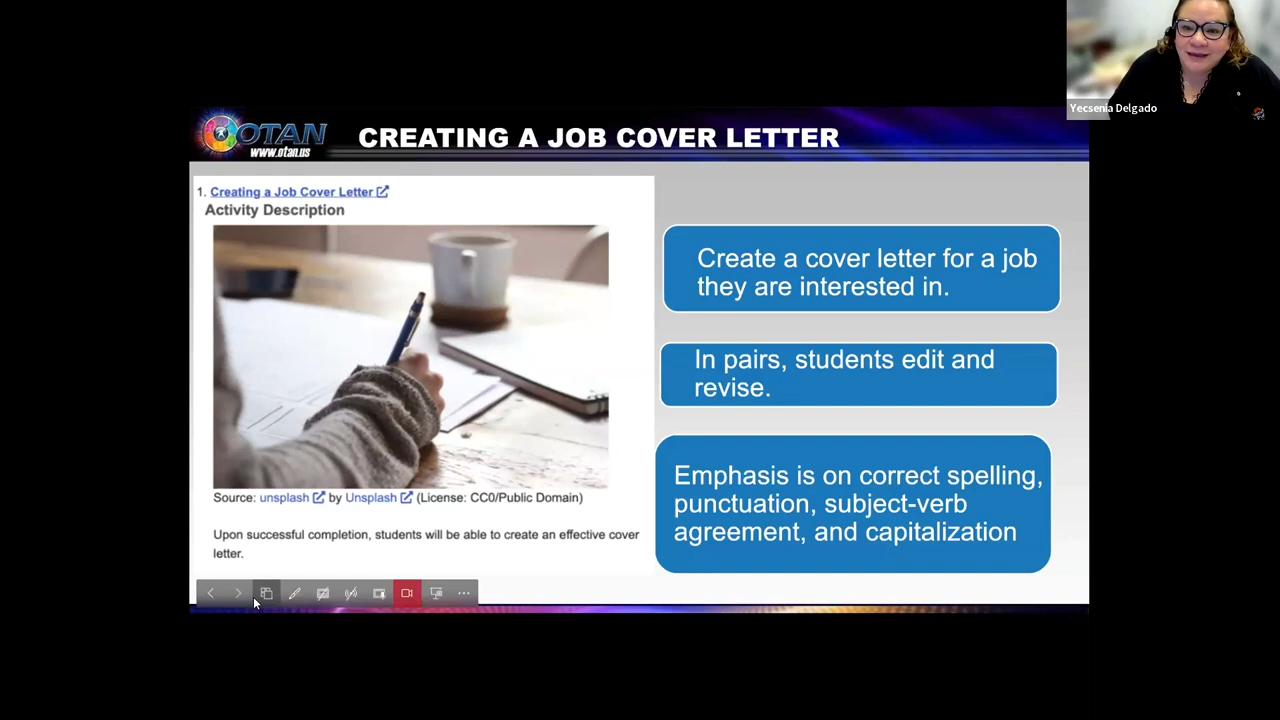 Yecsenia Delgado
OTAN
www.otan.us
CREATING A JOB COVER LETTER
1. Creating a Job Cover Letter
Activity Description
Source: unsplash by Unsplash (License: CC0/Public Domain)
Upon successful completion, students will be able to create an effective cover
letter.
Create a cover letter for a job
they are interested in.
In pairs, students edit and
revise.
Emphasis is on correct spelling,
punctuation, subject-verb
agreement, and capitalization